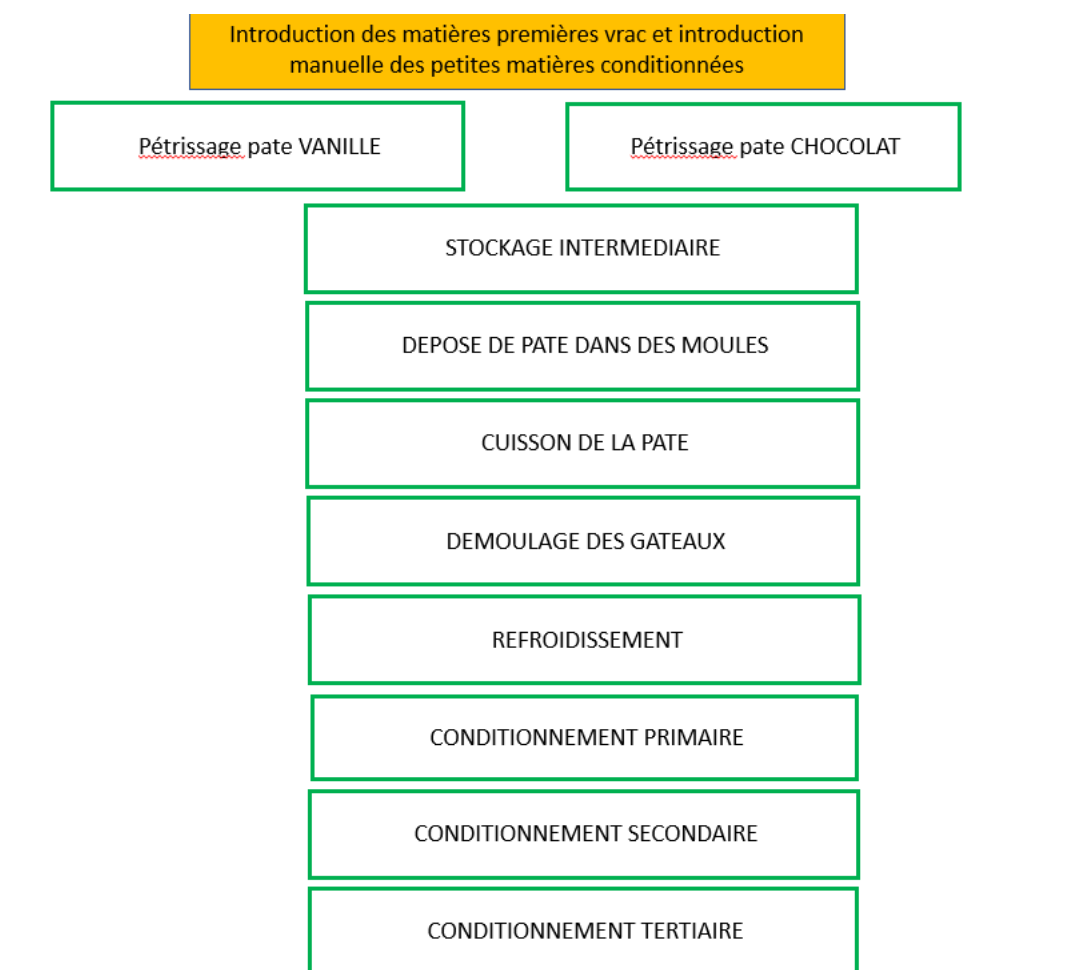 Introduction des matières premières vrac et introduction
manuelle des petites matières conditionnées
Pétrissage pate VANILLE
Pétrissage pate CHOCOLAT
STOCKAGE INTERMEDIAIRE
DEPOSE DE PATE DANS DES MOULES
CUISSON DE LA PATE
DEMOULAGE DES GATEAUX
REFROIDISSEMENT
CONDITIONNEMENT PRIMAIRE
CONDITIONNEMENT SECONDAIRE
CONDITIONNEMENT TERTIAIRE